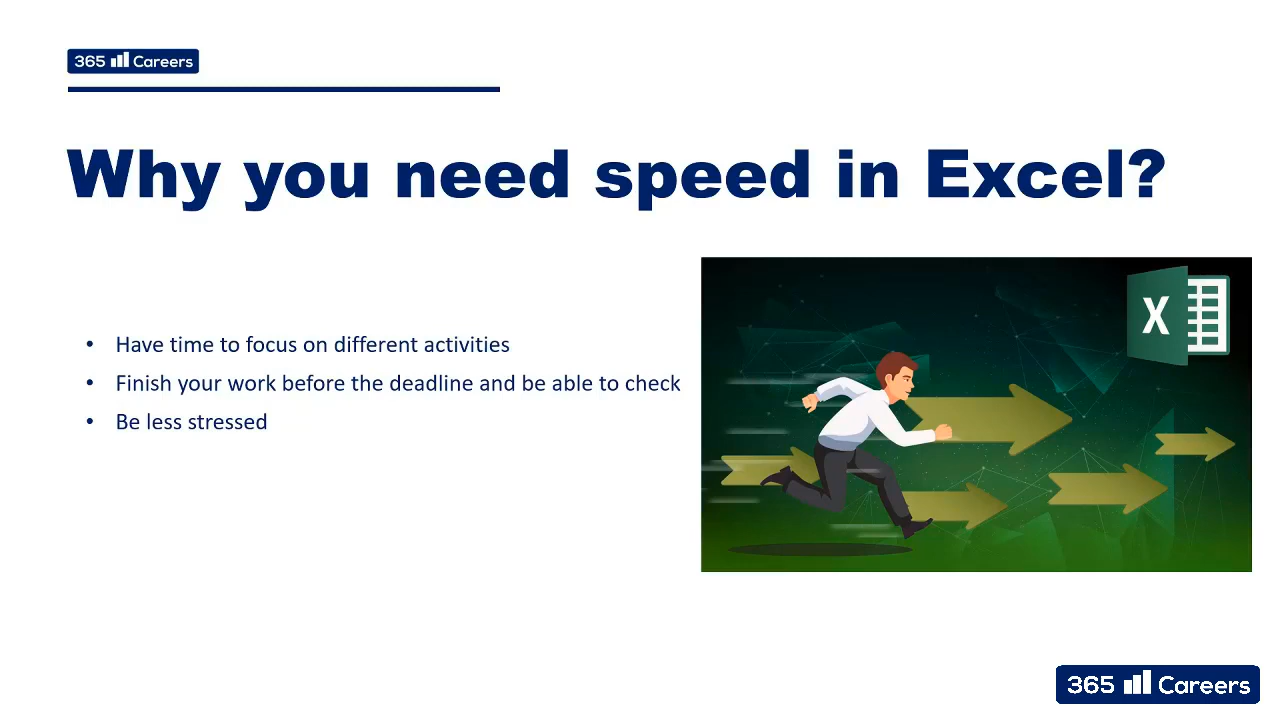 365 Careers
Why you need speed in Excel?
• Have time to focus on different activities
• Finish your work before the deadline and be able to check
• Be less stressed
X
365 Careers